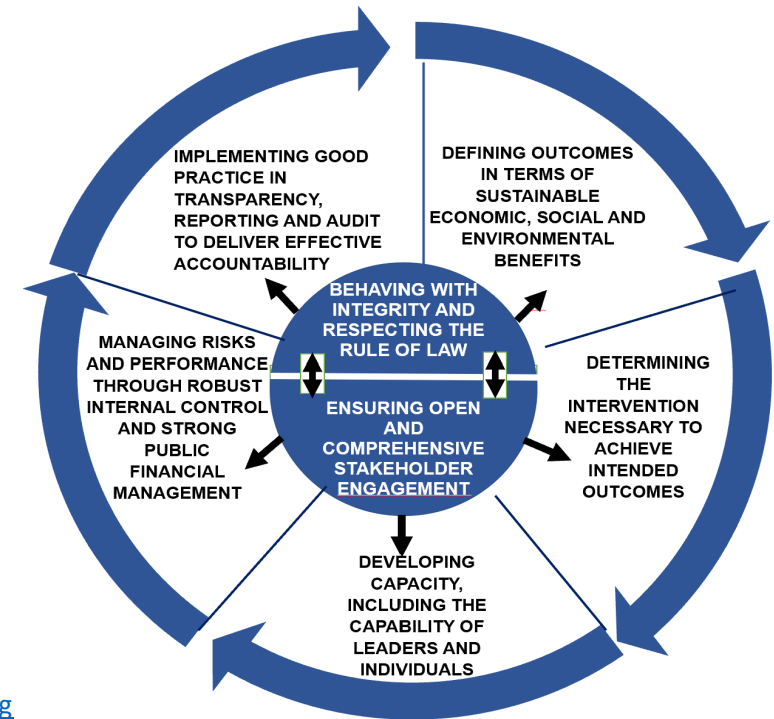 IMPLEMENTING GOOD
PRACTICE IN
TRANSPARENCY,
REPORTING AND AUDIT
TO DELIVER EFFECTIVE
ACCOUNTABILITY
DEFINING OUTCOMES
IN TERMS OF
SUSTAINABLE
ECONOMIC, SOCIAL AND
ENVIRONMENTAL
BENEFITS
BEHAVING WITH
INTEGRITY AND
RESPECTING THE
RULE OF LAW
MANAGING RISKS
AND PERFORMANCE
THROUGH ROBUST
INTERNAL CONTROL
AND STRONG
PUBLIC
FINANCIAL
MANAGEMENT
ENSURING OPEN
AND
COMPREHENSIVE
STAKEHOLDER
ENGAGEMENT
DETERMINING
THE
INTERVENTION
NECESSARY TO
ACHIEVE
INTENDED
OUTCOMES
DEVELOPING
CAPACITY,
INCLUDING THE
CAPABILITY OF
LEADERS AND
INDIVIDUALS
g